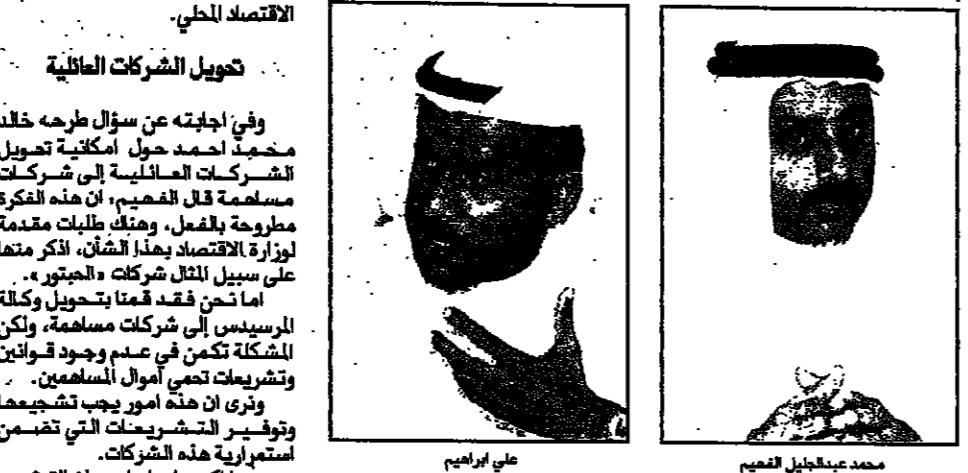 الاقتصاد المحلي.
تحويل الشركات العائلية
وفي اجابته عن سؤال طرحه خالد
محمد احمد حول امكانية تحويل
الشركات العائلية إلى شركات
مساهمة قال الفهيم، ان هذه الفكرة
مطروحة بالفعل، وهناك طلبات مقدمة
لوزارة الاقتصاد بهذا الشأن، اذكر منها
على سبيل المثال شركات «الحبتور».
اما نحن فقد قمنا بتحويل وكالة
المرسيدس إلى شركات مساهمة، ولكن
المشكلة تكمن في عدم وجود قوانين
وتشريعات تحمي اموال المساهمين.
ونرى ان هذه امور يجب تشجيعها
وتوفير التشريعات التي تضمن
استمرارية هذه الشركات.
علي ابراهيم
محمد عبدالجليل الفهيم